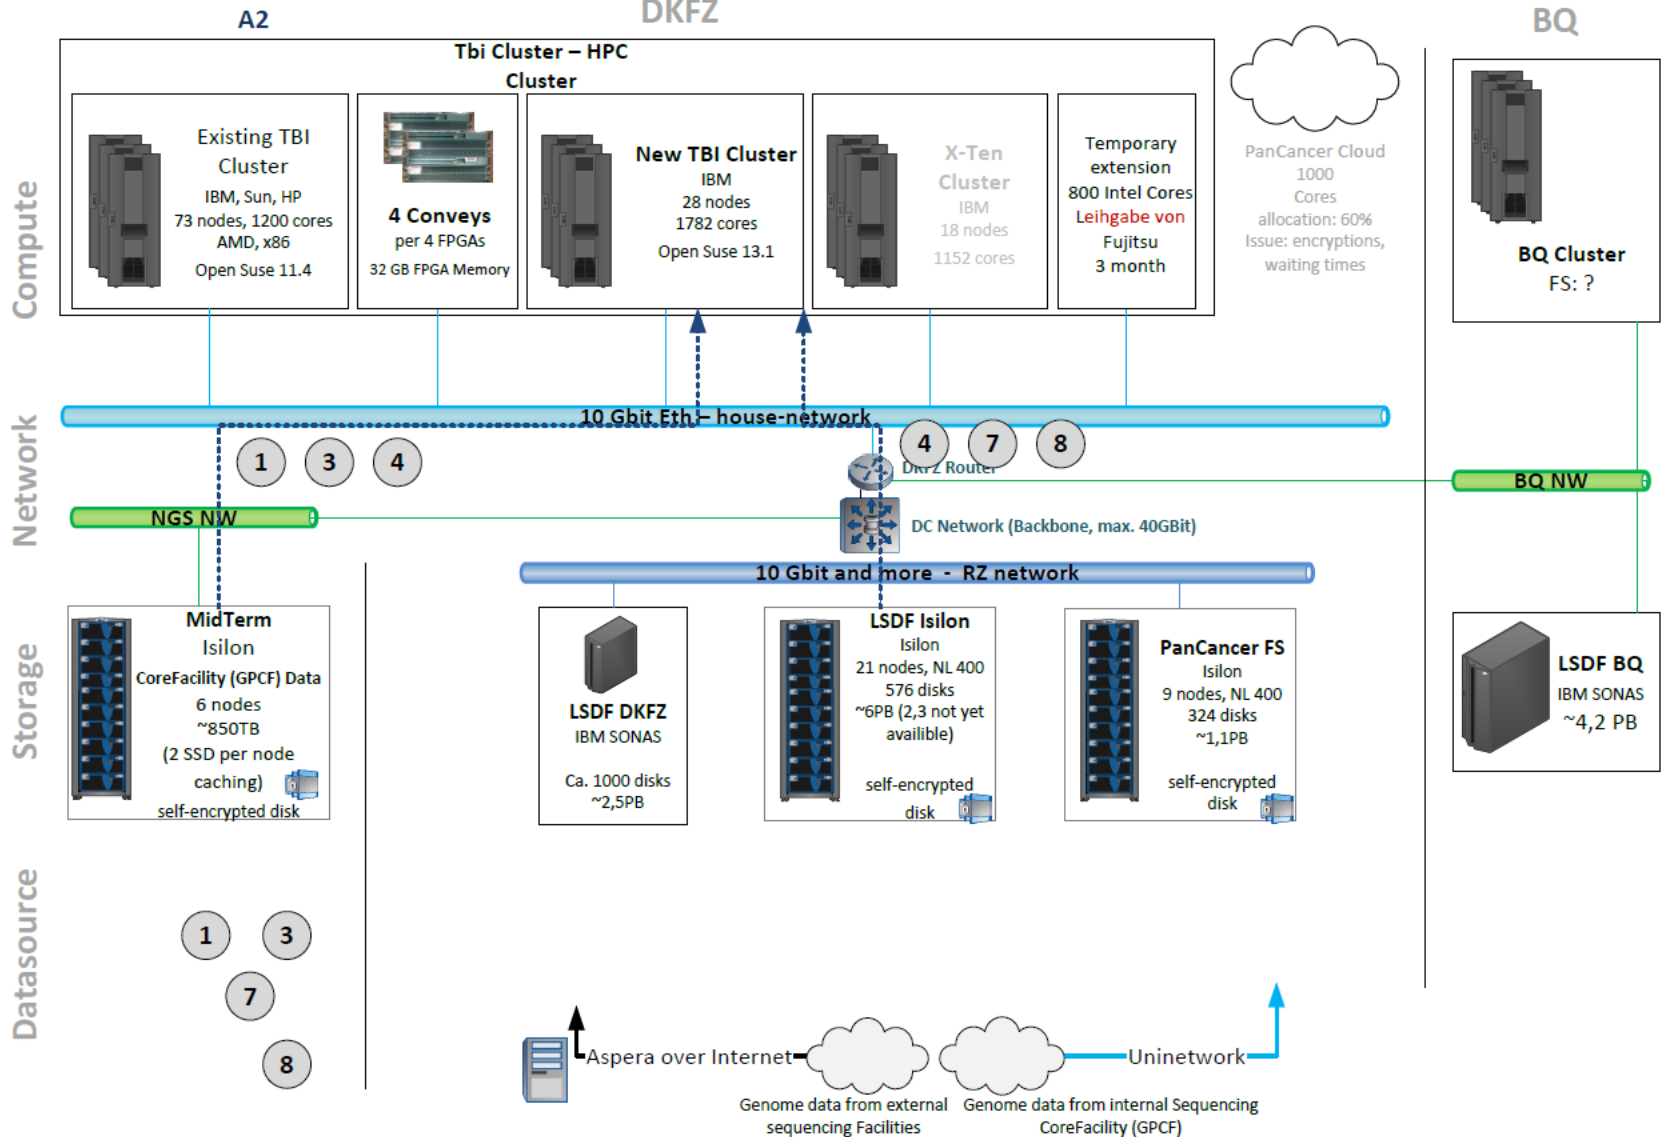 A2
DKFZ
BQ
Compute
Network
Storage
Datasource
Tbi Cluster – HPC
Cluster
Existing TBI
Cluster
IBM, Sun, HP
73 nodes, 1200 cores
AMD, x86
Open Suse 11.4
4 Conveys
per 4 FPGAs
32 GB FPGA Memory
New TBI Cluster
IBM
28 nodes
1782 cores
Open Suse 13.1
X-Ten
Cluster
IBM
18 nodes
1152 cores
Temporary
extension
800 Intel Cores
Leihgabe von
Fujitsu
3 month
PanCancer Cloud
1000
Cores
allocation: 60%
Issue: encryptions,
waiting times
BQ Cluster
FS: ?
10 Gbit Eth – house-network
1
3
4
4
7
8
DKFZ Router
NGS NW
DC Network (Backbone, max. 40GBit)
BQ NW
10 Gbit and more - RZ network
MidTerm
Isilon
CoreFacility (GPCF) Data
6 nodes
~850TB
(2 SSD per node
caching)
self-encrypted disk
LSDF DKFZ
IBM SONAS
Ca. 1000 disks
~2,5PB
LSDF Isilon
Isilon
21 nodes, NL 400
576 disks
~6PB (2,3 not yet
availible)
self-encrypted
disk
PanCancer FS
Isilon
9 nodes, NL 400
324 disks
~1,1PB
self-encrypted
disk
LSDF BQ
IBM SONAS
~4,2 PB
1
3
7
8
Aspera over Internet
Uninetwork
Genome data from external
sequencing Facilities
Genome data from internal Sequencing
CoreFacility (GPCF)